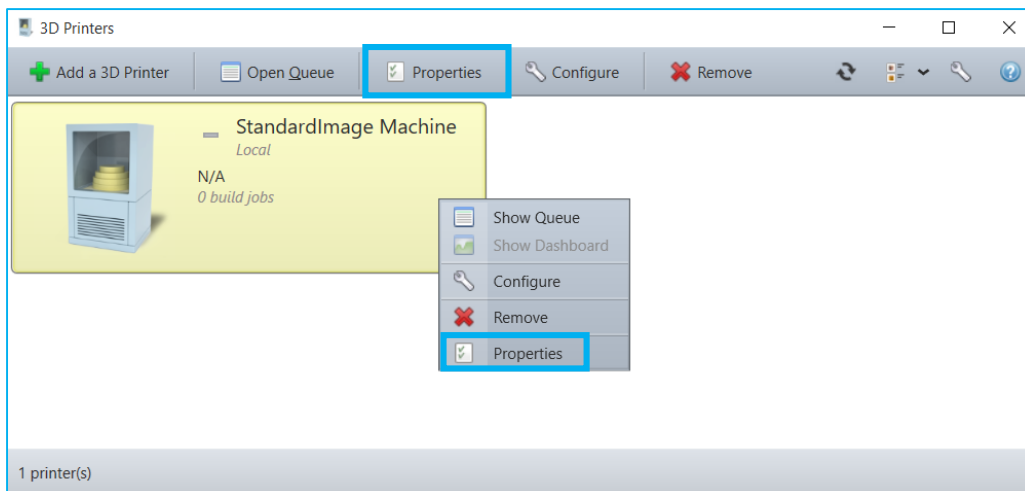 3D Printers
Add a 3D Printer Open Queue Properties Configure Remove
StandardImage Machine
Local
N/A
0 build jobs
Show Queue
Show Dashboard
Configure
Remove
Properties
1 printer(s)